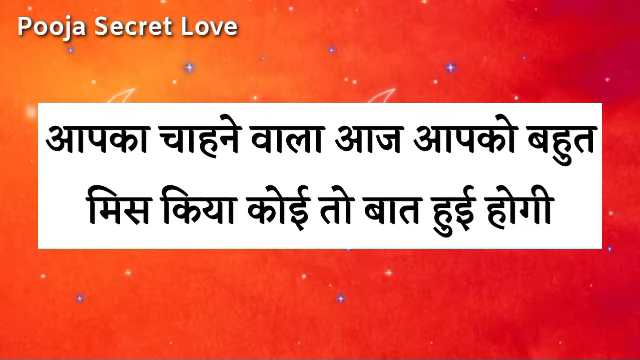 Pooja Secret Love
आपका चाहने वाला आज आपको बहुत
मिस किया कोई तो बात हुई होगी